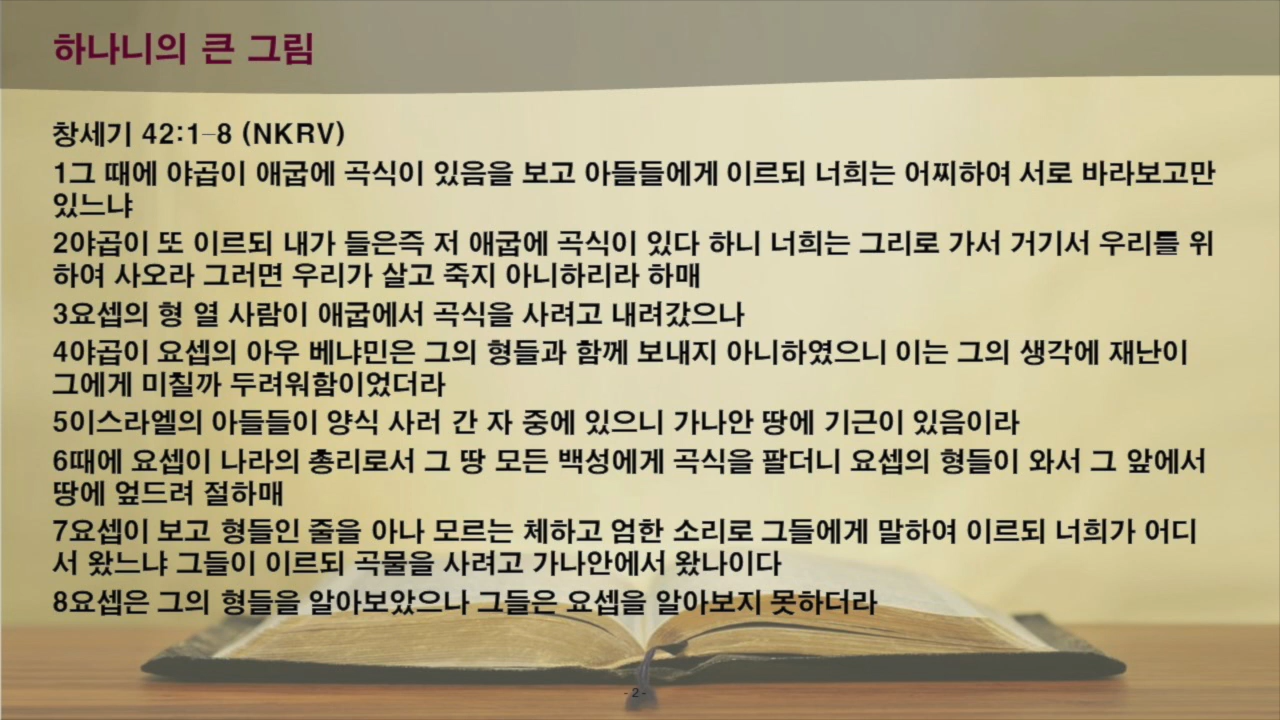 하나니의 큰 그림
창세기 42:1-8 (NKRV)
1그 때에 야곱이 애굽에 곡식이 있음을 보고 아들들에게 이르되 너희는 어찌하여 서로 바라보고만
있느냐
2야곱이 또 이르되 내가 들은즉 저 애굽에 곡식이 있다 하니 너희는 그리로 가서 거기서 우리를 위
하여 사오라 그러면 우리가 살고 죽지 아니하리라 하매
3요셉의 형 열 사람이 애굽에서 곡식을 사려고 내려갔으나
4야곱이 요셉의 아우 베냐민은 그의 형들과 함께 보내지 아니하였으니 이는 그의 생각에 재난이
그에게 미칠까 두려워함이었더라
5이스라엘의 아들들이 양식 사러 간 자 중에 있으니 가나안 땅에 기근이 있음이라
6때에 요셉이 나라의 총리로서 그 땅 모든 백성에게 곡식을 팔더니 요셉의 형들이 와서 그 앞에서
땅에 엎드려 절하매
7요셉이 보고 형들인 줄을 아나 모르는 체하고 엄한 소리로 그들에게 말하여 이르되 너희가 어디
서 왔느냐 그들이 이르되 곡물을 사려고 가나안에서 왔나이다
8요셉은 그의 형들을 알아보았으나 그들은 요셉을 알아보지 못하더라
- 2 -